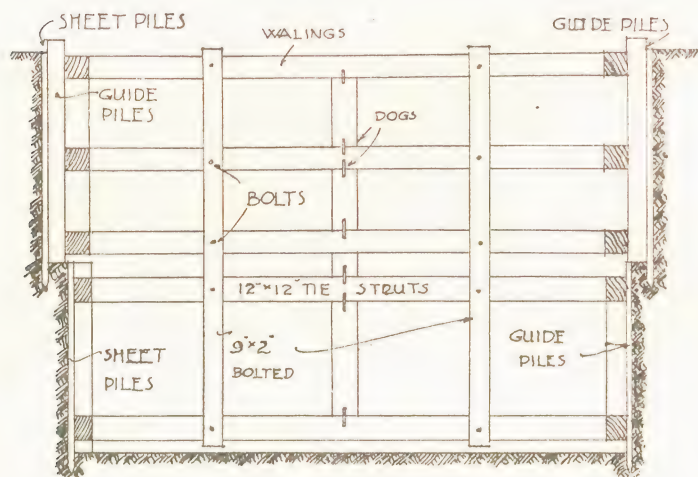 SHEET PILES
GUIDE PILES
WALINGS
GUIDE
PILES
DOGS
BOLTS
12"×12" TIE STRUTS
9"×2"
BOLTED
SHEET
PILES
GUIDE
PILES